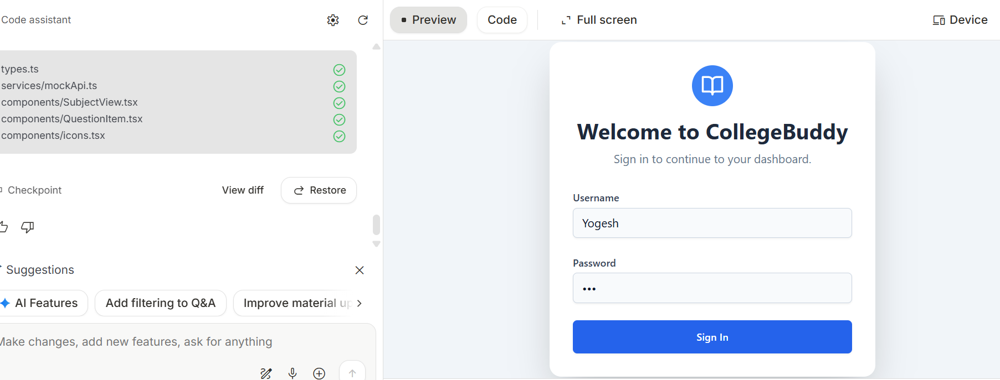 Code assistant
types.ts
services/mockApi.ts
components/SubjectView.tsx
components/QuestionItem.tsx
components/icons.tsx
Checkpoint
View diff
Restore
Suggestions
AI Features
Add filtering to Q&A
Improve material up
Make changes, add new features, ask for anything
Preview
Code
Full screen
Device
Welcome to CollegeBuddy
Sign in to continue to your dashboard.
Username
Yogesh
Password
•••
Sign In